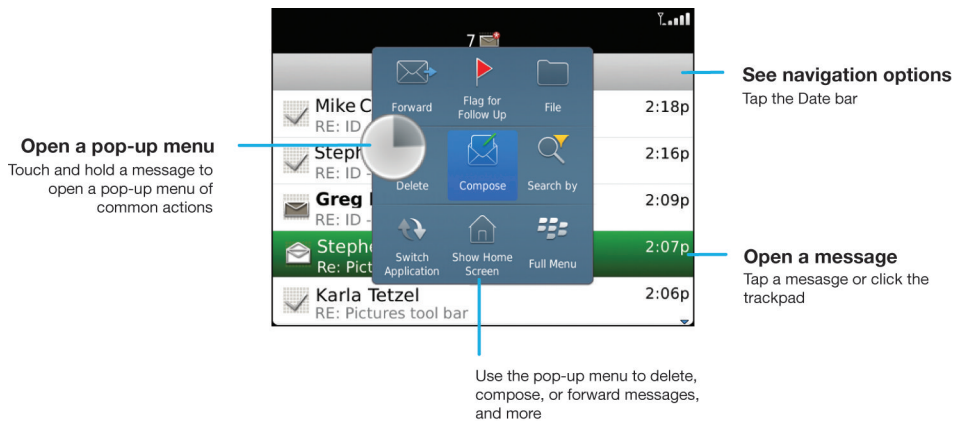 7
Mike C
RE: ID
2:18p
Steph
RE: ID -
2:16p
Greg
RE: ID -
2:09p
Stephe
Re: Pict
2:07p
Karla Tetzel
RE: Pictures tool bar
2:06p
Forward
Flag for
Follow Up
File
Delete
Compose
Search by
Switch
Application
Show Home
Screen
Full Menu
Open a pop-up menu
Touch and hold a message to
open a pop-up menu of
common actions
See navigation options
Tap the Date bar
Open a message
Tap a mesasge or click the
trackpad
Use the pop-up menu to delete,
compose, or forward messages,
and more